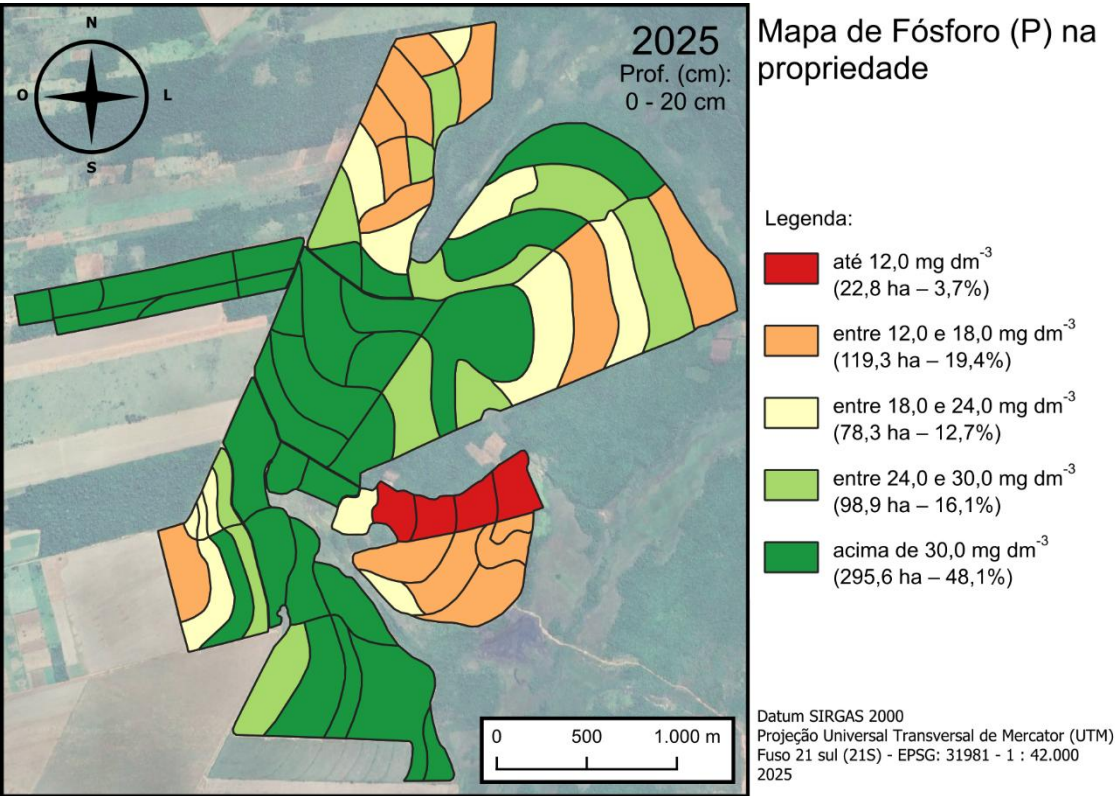 N
O
L
S
2025
Prof. (cm):
0 - 20 cm
0
500
1.000 m
Mapa de Fósforo (P) na
propriedade
Legenda:
até 12,0 mg dm⁻³
(22,8 ha – 3,7%)
entre 12,0 e 18,0 mg dm⁻³
(119,3 ha – 19,4%)
entre 18,0 e 24,0 mg dm⁻³
(78,3 ha – 12,7%)
entre 24,0 e 30,0 mg dm⁻³
(98,9 ha – 16,1%)
acima de 30,0 mg dm⁻³
(295,6 ha – 48,1%)
Datum SIRGAS 2000
Projeção Universal Transversal de Mercator (UTM)
Fuso 21 sul (21S) - EPSG: 31981 - 1 : 42.000
2025